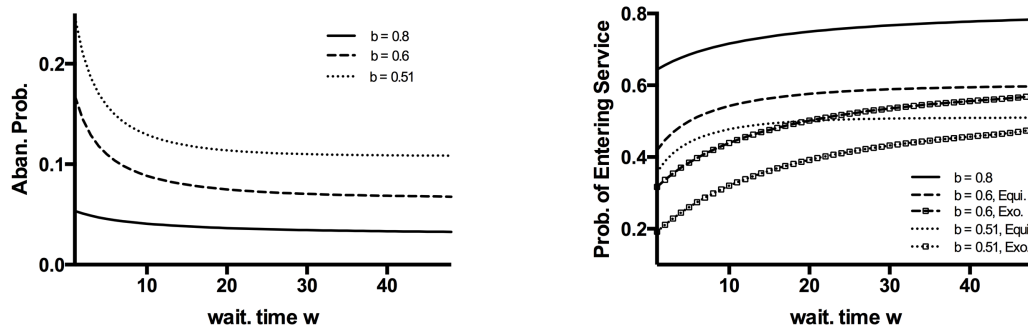 Aban. Prob.
0.2
0.1
0.0
10
20
30
40
wait. time w
b = 0.8
b = 0.6
b = 0.51
Prob. of Entering Service
0.8
0.6
0.4
0.2
10
20
30
40
wait. time w
b = 0.8
b = 0.6, Equi.
b = 0.6, Exo.
b = 0.51, Equi
b = 0.51, Exo.